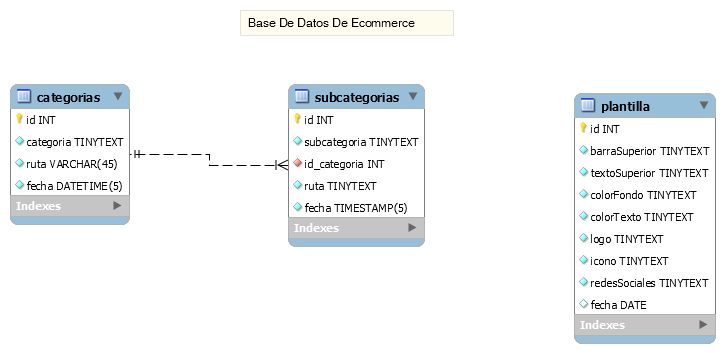 Base De Datos De Ecommerce
categorias
id INT
categoria TINYTEXT
ruta VARCHAR(45)
fecha DATETIME(5)
Indexes
subcategorias
id INT
subcategoria TINYTEXT
id_categoria INT
ruta TINYTEXT
fecha TIMESTAMP(5)
Indexes
plantilla
id INT
barraSuperior TINYTEXT
textoSuperior TINYTEXT
colorFondo TINYTEXT
colorTexto TINYTEXT
logo TINYTEXT
icono TINYTEXT
redesSociales TINYTEXT
fecha DATE
Indexes